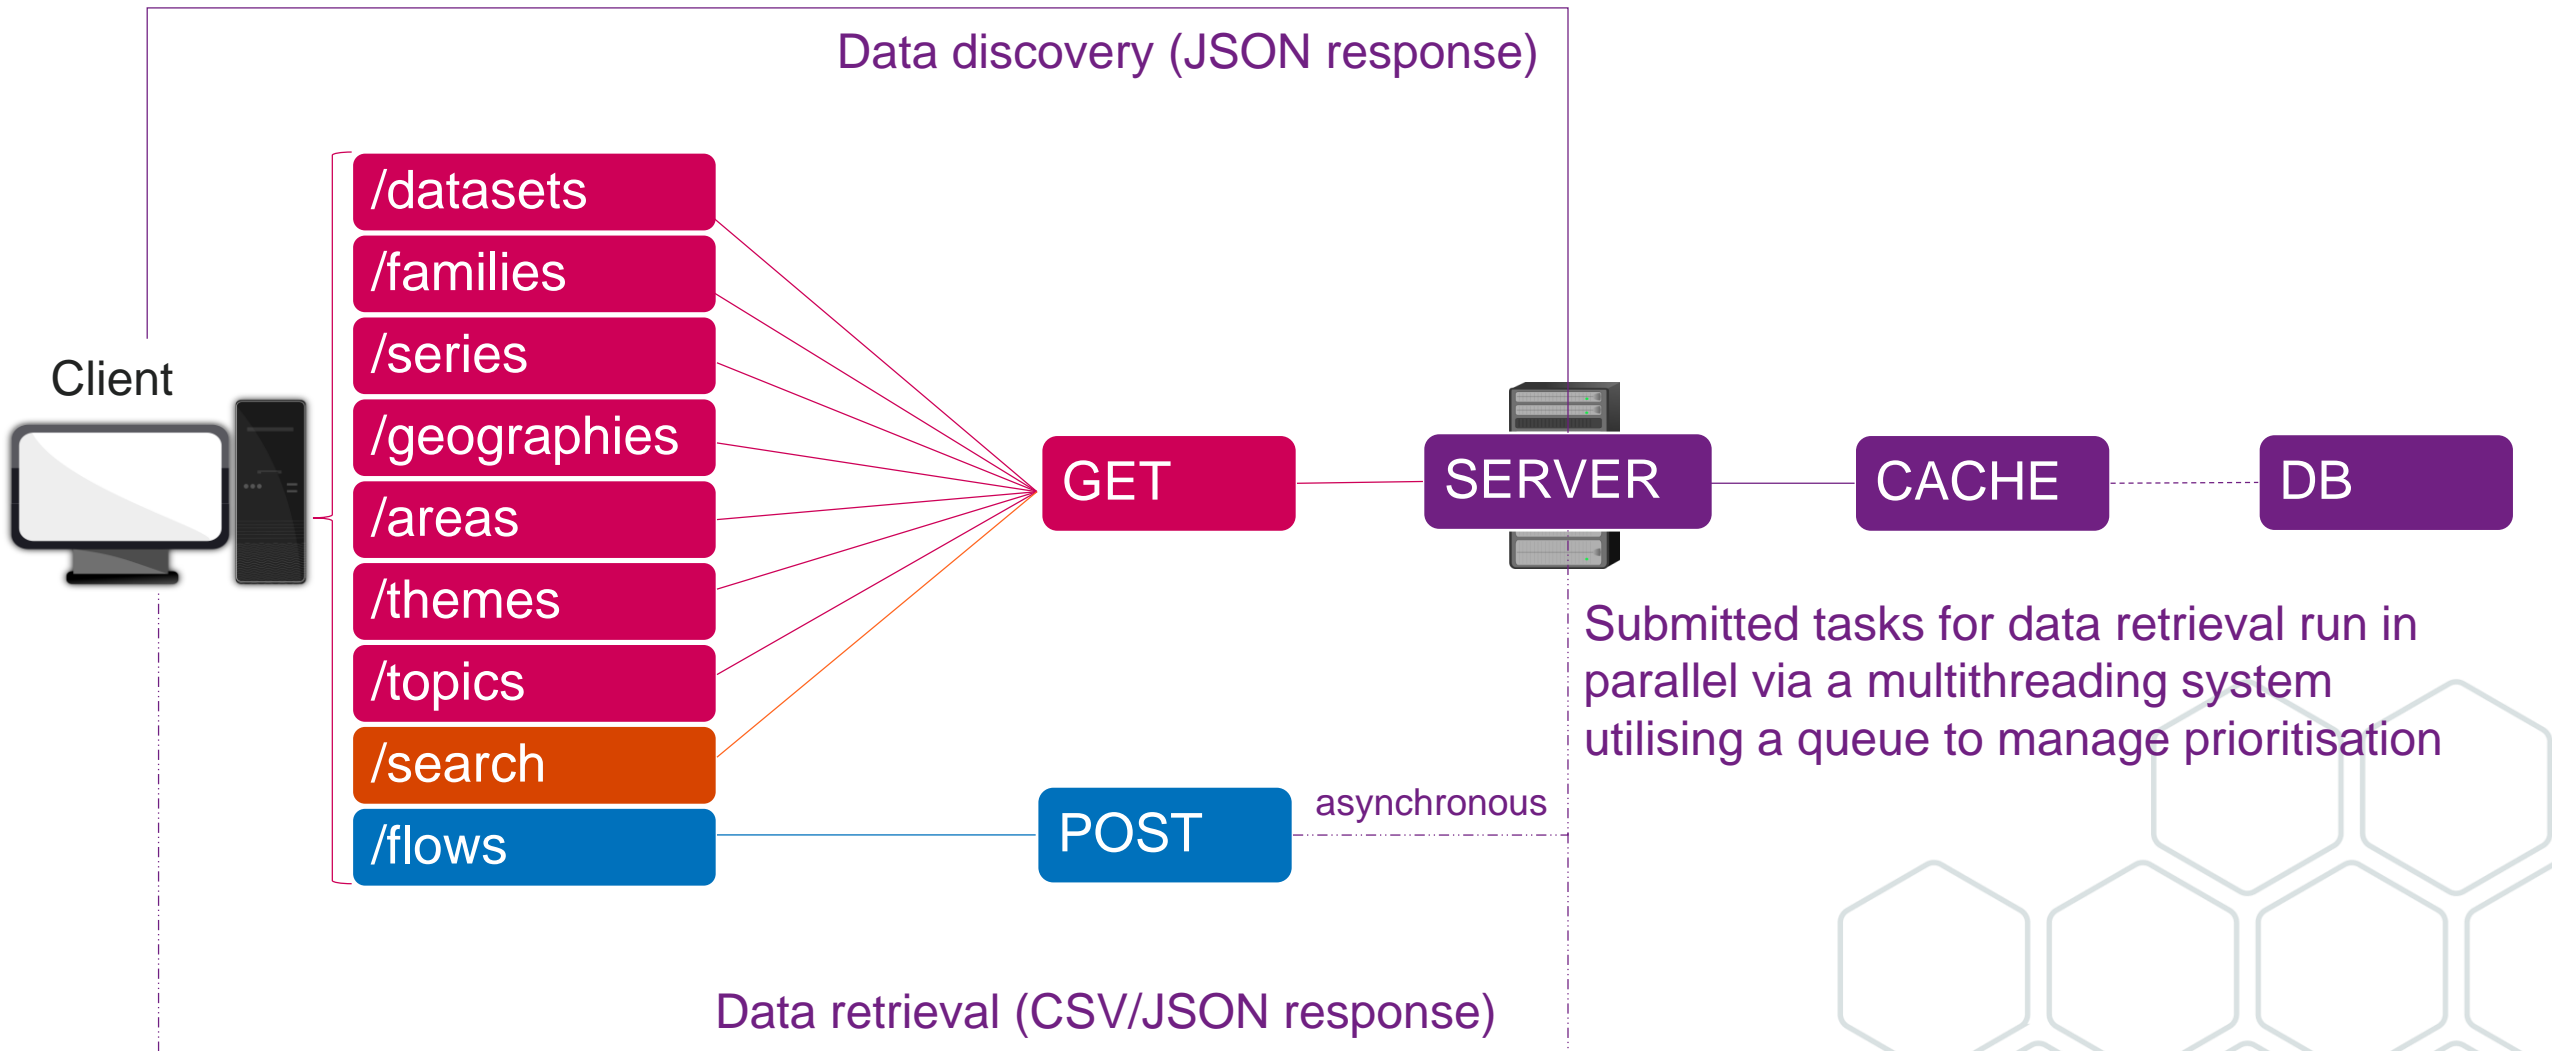 Data discovery (JSON response)
/datasets
/families
/series
Client
/geographies
GET
SERVER
CACHE
DB
/areas
/themes
/topics
/search
/flows
Submitted tasks for data retrieval run in
parallel via a multithreading system
utilising a queue to manage prioritisation
POST
asynchronous
Data retrieval (CSV/JSON response)